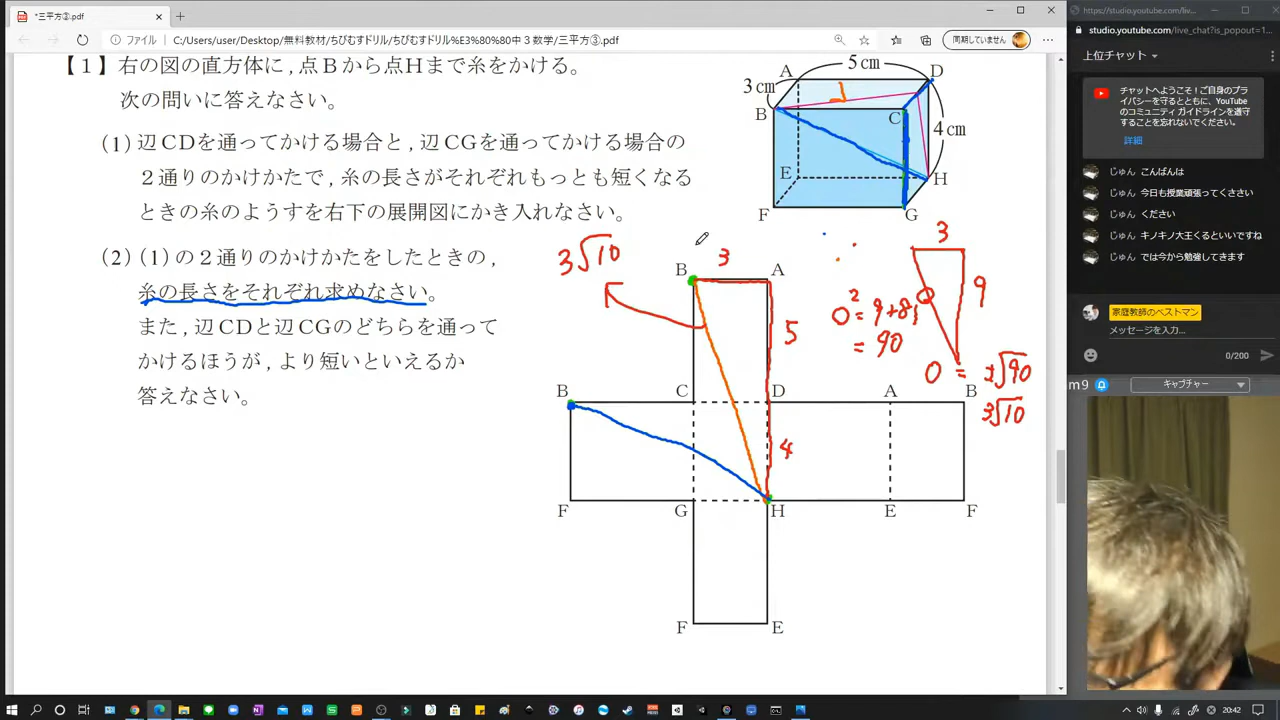 *三平方②.pdf
ファイル C:/Users/user/Desktop/無料教材/ちびむすドリル/ちびむすドリル%E3%80%80中3数学/三平方③.pdf
同期していません
【1】右の図の直方体に，点Bから点Hまで糸をかける。
次の問いに答えなさい。
(1) 辺CDを通ってかける場合と，辺CGを通ってかける場合の
2通りのかけかたで，糸の長さがそれぞれもっとも短くなる
ときの糸のようすを右下の展開図にかき入れなさい。
(2) (1)の2通りのかけかたをしたときの，
糸の長さをそれぞれ求めなさい。
また，辺CDと辺CGのどちらを通って
かけるほうが，より短いといえるか
答えなさい。
5cm
A D
3cm
B C
4cm
E H
F G
3√10
3
B A
5
C D
4
B A B
F G H E F
F E
3
9
○² = 9+81
= 90
○ = ±√90
3√10
https://studio.youtube.com/liv...
studio.youtube.com/live_chat?is_popout=1...
上位チャット
チャットへようこそ！ご自身のプライバシーを守るとともに、YouTube のコミュニティ ガイドラインを遵守することを忘れないでください。
詳細
じゅん こんばんは
じゅん 今日も授業頑張ってください
じゅん ください
じゅん キノキノ大王くるといいですね
じゅん では今から勉強してきます
家庭教師のベストマン
メッセージを入力...
0/200
m9
キャプチャー
20:42